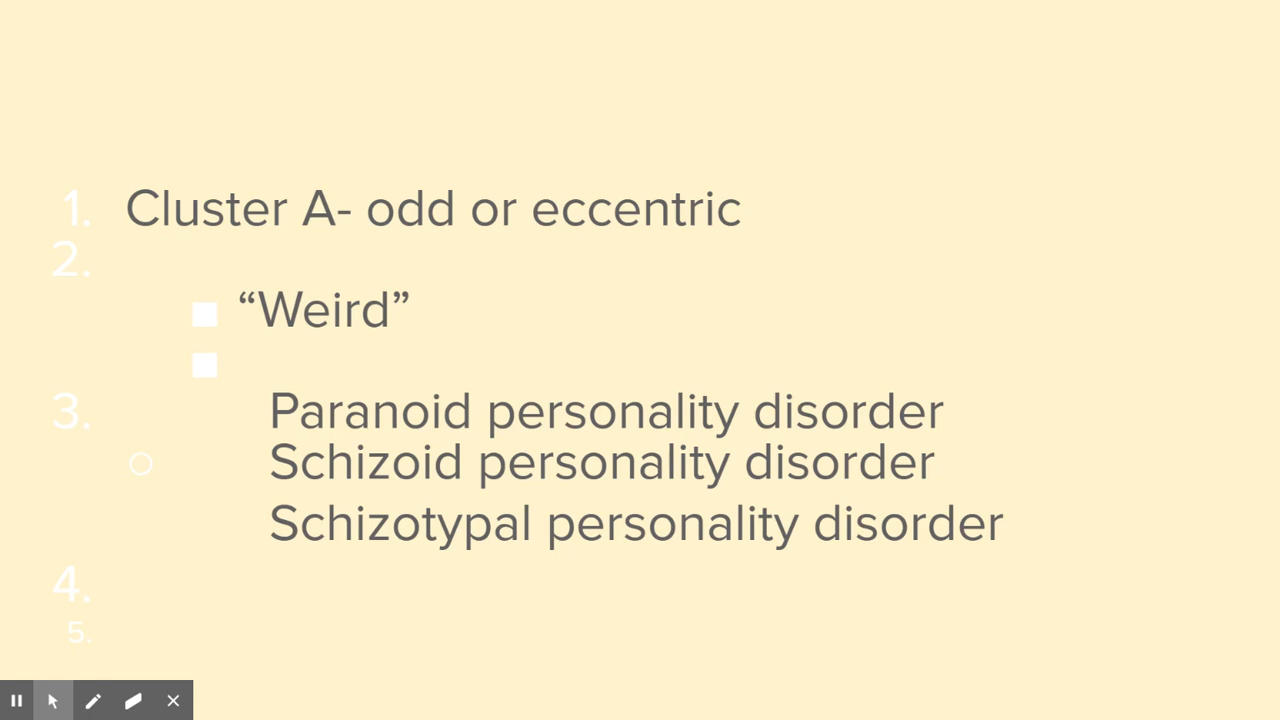 1. Cluster A- odd or eccentric
2.
■ “Weird”
■
3. Paranoid personality disorder
○ Schizoid personality disorder
Schizotypal personality disorder
4.
5.